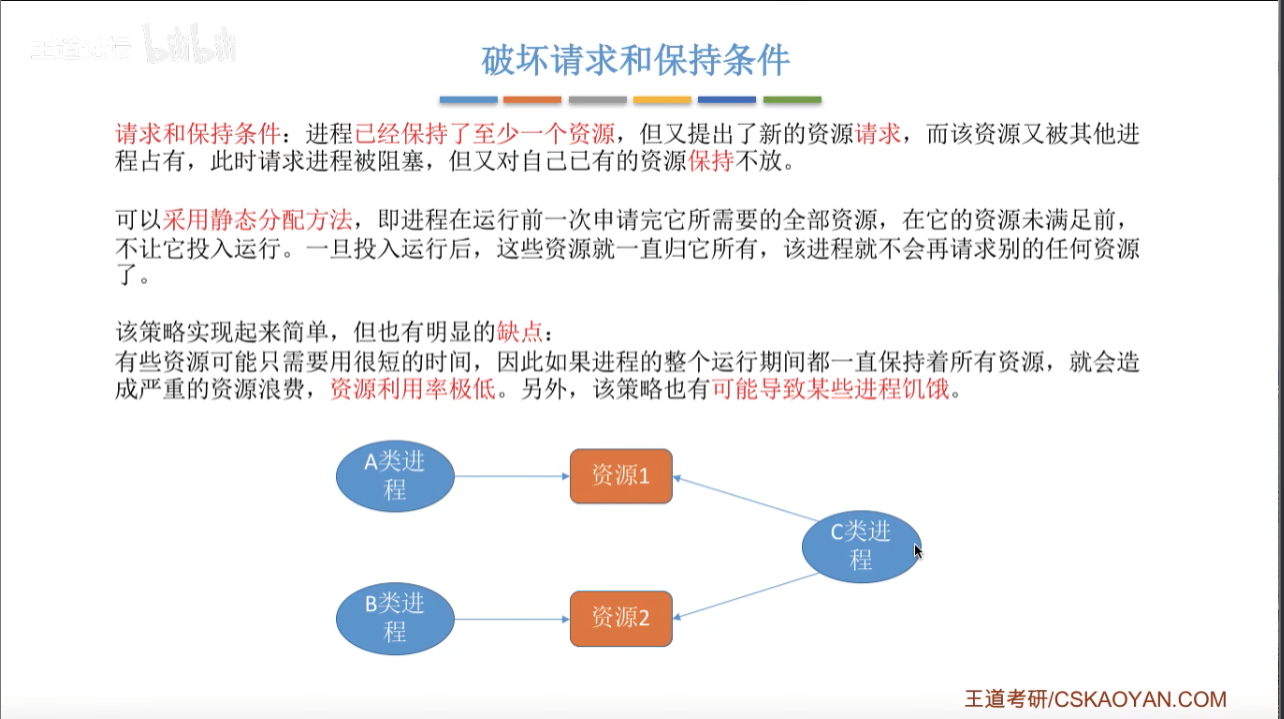 王道论坛 bilibili
破坏请求和保持条件
请求和保持条件：进程已经保持了至少一个资源，但又提出了新的资源请求，而该资源又被其他进
程占有，此时请求进程被阻塞，但又对自己已有的资源保持不放。
可以采用静态分配方法，即进程在运行前一次申请完它所需要的全部资源，在它的资源未满足前，
不让它投入运行。一旦投入运行后，这些资源就一直归它所有，该进程就不会再请求别的任何资源
了。
该策略实现起来简单，但也有明显的缺点：
有些资源可能只需要用很短的时间，因此如果进程的整个运行期间都一直保持着所有资源，就会造
成严重的资源浪费，资源利用率极低。另外，该策略也有可能导致某些进程饥饿。
A类进
程
资源1
C类进
程
B类进
程
资源2
王道考研/CSKAOYAN.COM